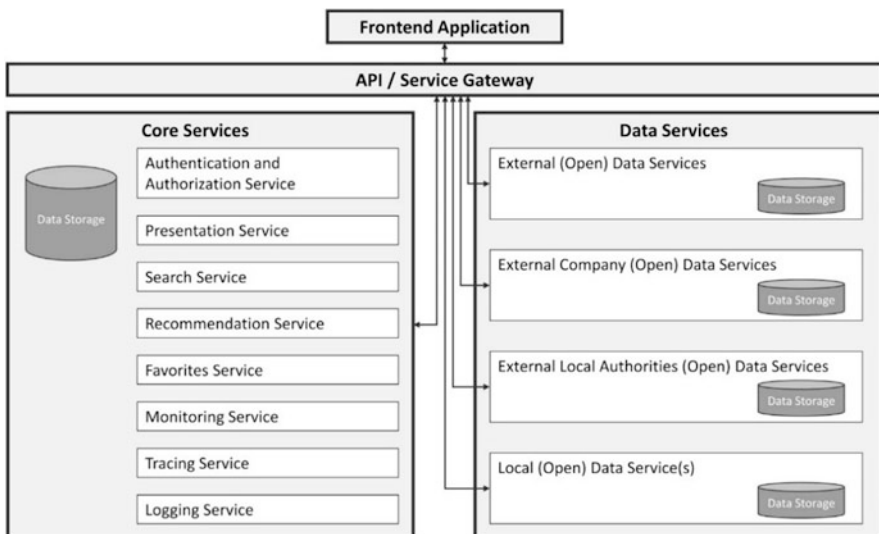 Frontend Application
API / Service Gateway
Core Services
Data Storage
Authentication and
Authorization Service
Presentation Service
Search Service
Recommendation Service
Favorites Service
Monitoring Service
Tracing Service
Logging Service
Data Services
External (Open) Data Services
Data Storage
External Company (Open) Data Services
Data Storage
External Local Authorities (Open) Data Services
Data Storage
Local (Open) Data Service(s)
Data Storage